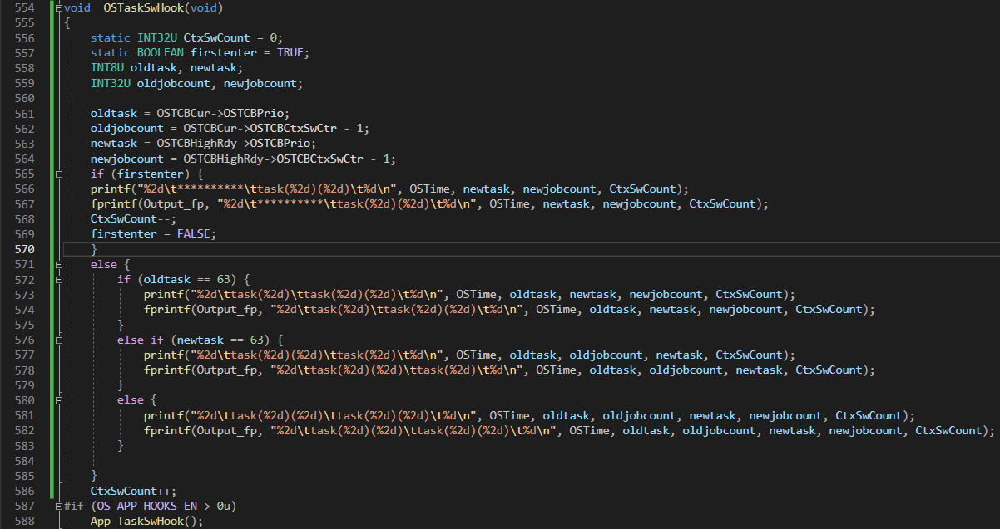 554 void  OSTaskSwHook(void)
555 {
556     static INT32U CtxSwCount = 0;
557     static BOOLEAN firstenter = TRUE;
558     INT8U oldtask, newtask;
559     INT32U oldjobcount, newjobcount;
560
561     oldtask = OSTCBCur->OSTCBPrio;
562     oldjobcount = OSTCBCur->OSTCBCtxSwCtr - 1;
563     newtask = OSTCBHighRdy->OSTCBPrio;
564     newjobcount = OSTCBHighRdy->OSTCBCtxSwCtr - 1;
565     if (firstenter) {
566     printf("%2d\t**********\ttask(%2d)(%2d)\t%d\n", OSTime, newtask, newjobcount, CtxSwCount);
567     fprintf(Output_fp, "%2d\t**********\ttask(%2d)(%2d)\t%d\n", OSTime, newtask, newjobcount, CtxSwCount);
568     CtxSwCount--;
569     firstenter = FALSE;
570     }
571     else {
572         if (oldtask == 63) {
573             printf("%2d\ttask(%2d)\ttask(%2d)(%2d)\t%d\n", OSTime, oldtask, newtask, newjobcount, CtxSwCount);
574             fprintf(Output_fp, "%2d\ttask(%2d)\ttask(%2d)(%2d)\t%d\n", OSTime, oldtask, newtask, newjobcount, CtxSwCount);
575         }
576         else if (newtask == 63) {
577             printf("%2d\ttask(%2d)(%2d)\ttask(%2d)\t%d\n", OSTime, oldtask, oldjobcount, newtask, CtxSwCount);
578             fprintf(Output_fp, "%2d\ttask(%2d)(%2d)\ttask(%2d)\t%d\n", OSTime, oldtask, oldjobcount, newtask, CtxSwCount);
579         }
580         else {
581             printf("%2d\ttask(%2d)(%2d)\ttask(%2d)(%2d)\t%d\n", OSTime, oldtask, oldjobcount, newtask, newjobcount, CtxSwCount);
582             fprintf(Output_fp, "%2d\ttask(%2d)(%2d)\ttask(%2d)(%2d)\t%d\n", OSTime, oldtask, oldjobcount, newtask, newjobcount, CtxSwCount);
583         }
584
585     }
586     CtxSwCount++;
587 #if (OS_APP_HOOKS_EN > 0u)
588     App_TaskSwHook();